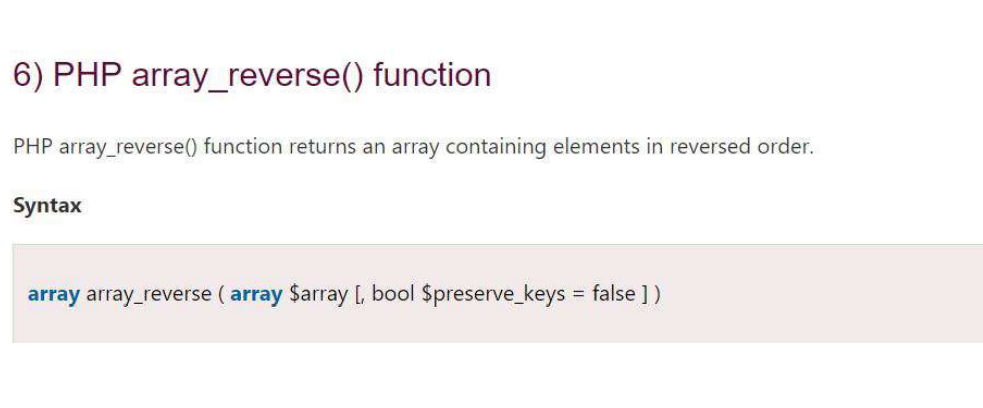 6) PHP array_reverse() function
PHP array_reverse() function returns an array containing elements in reversed order.
Syntax
array array_reverse ( array $array [, bool $preserve_keys = false ] )